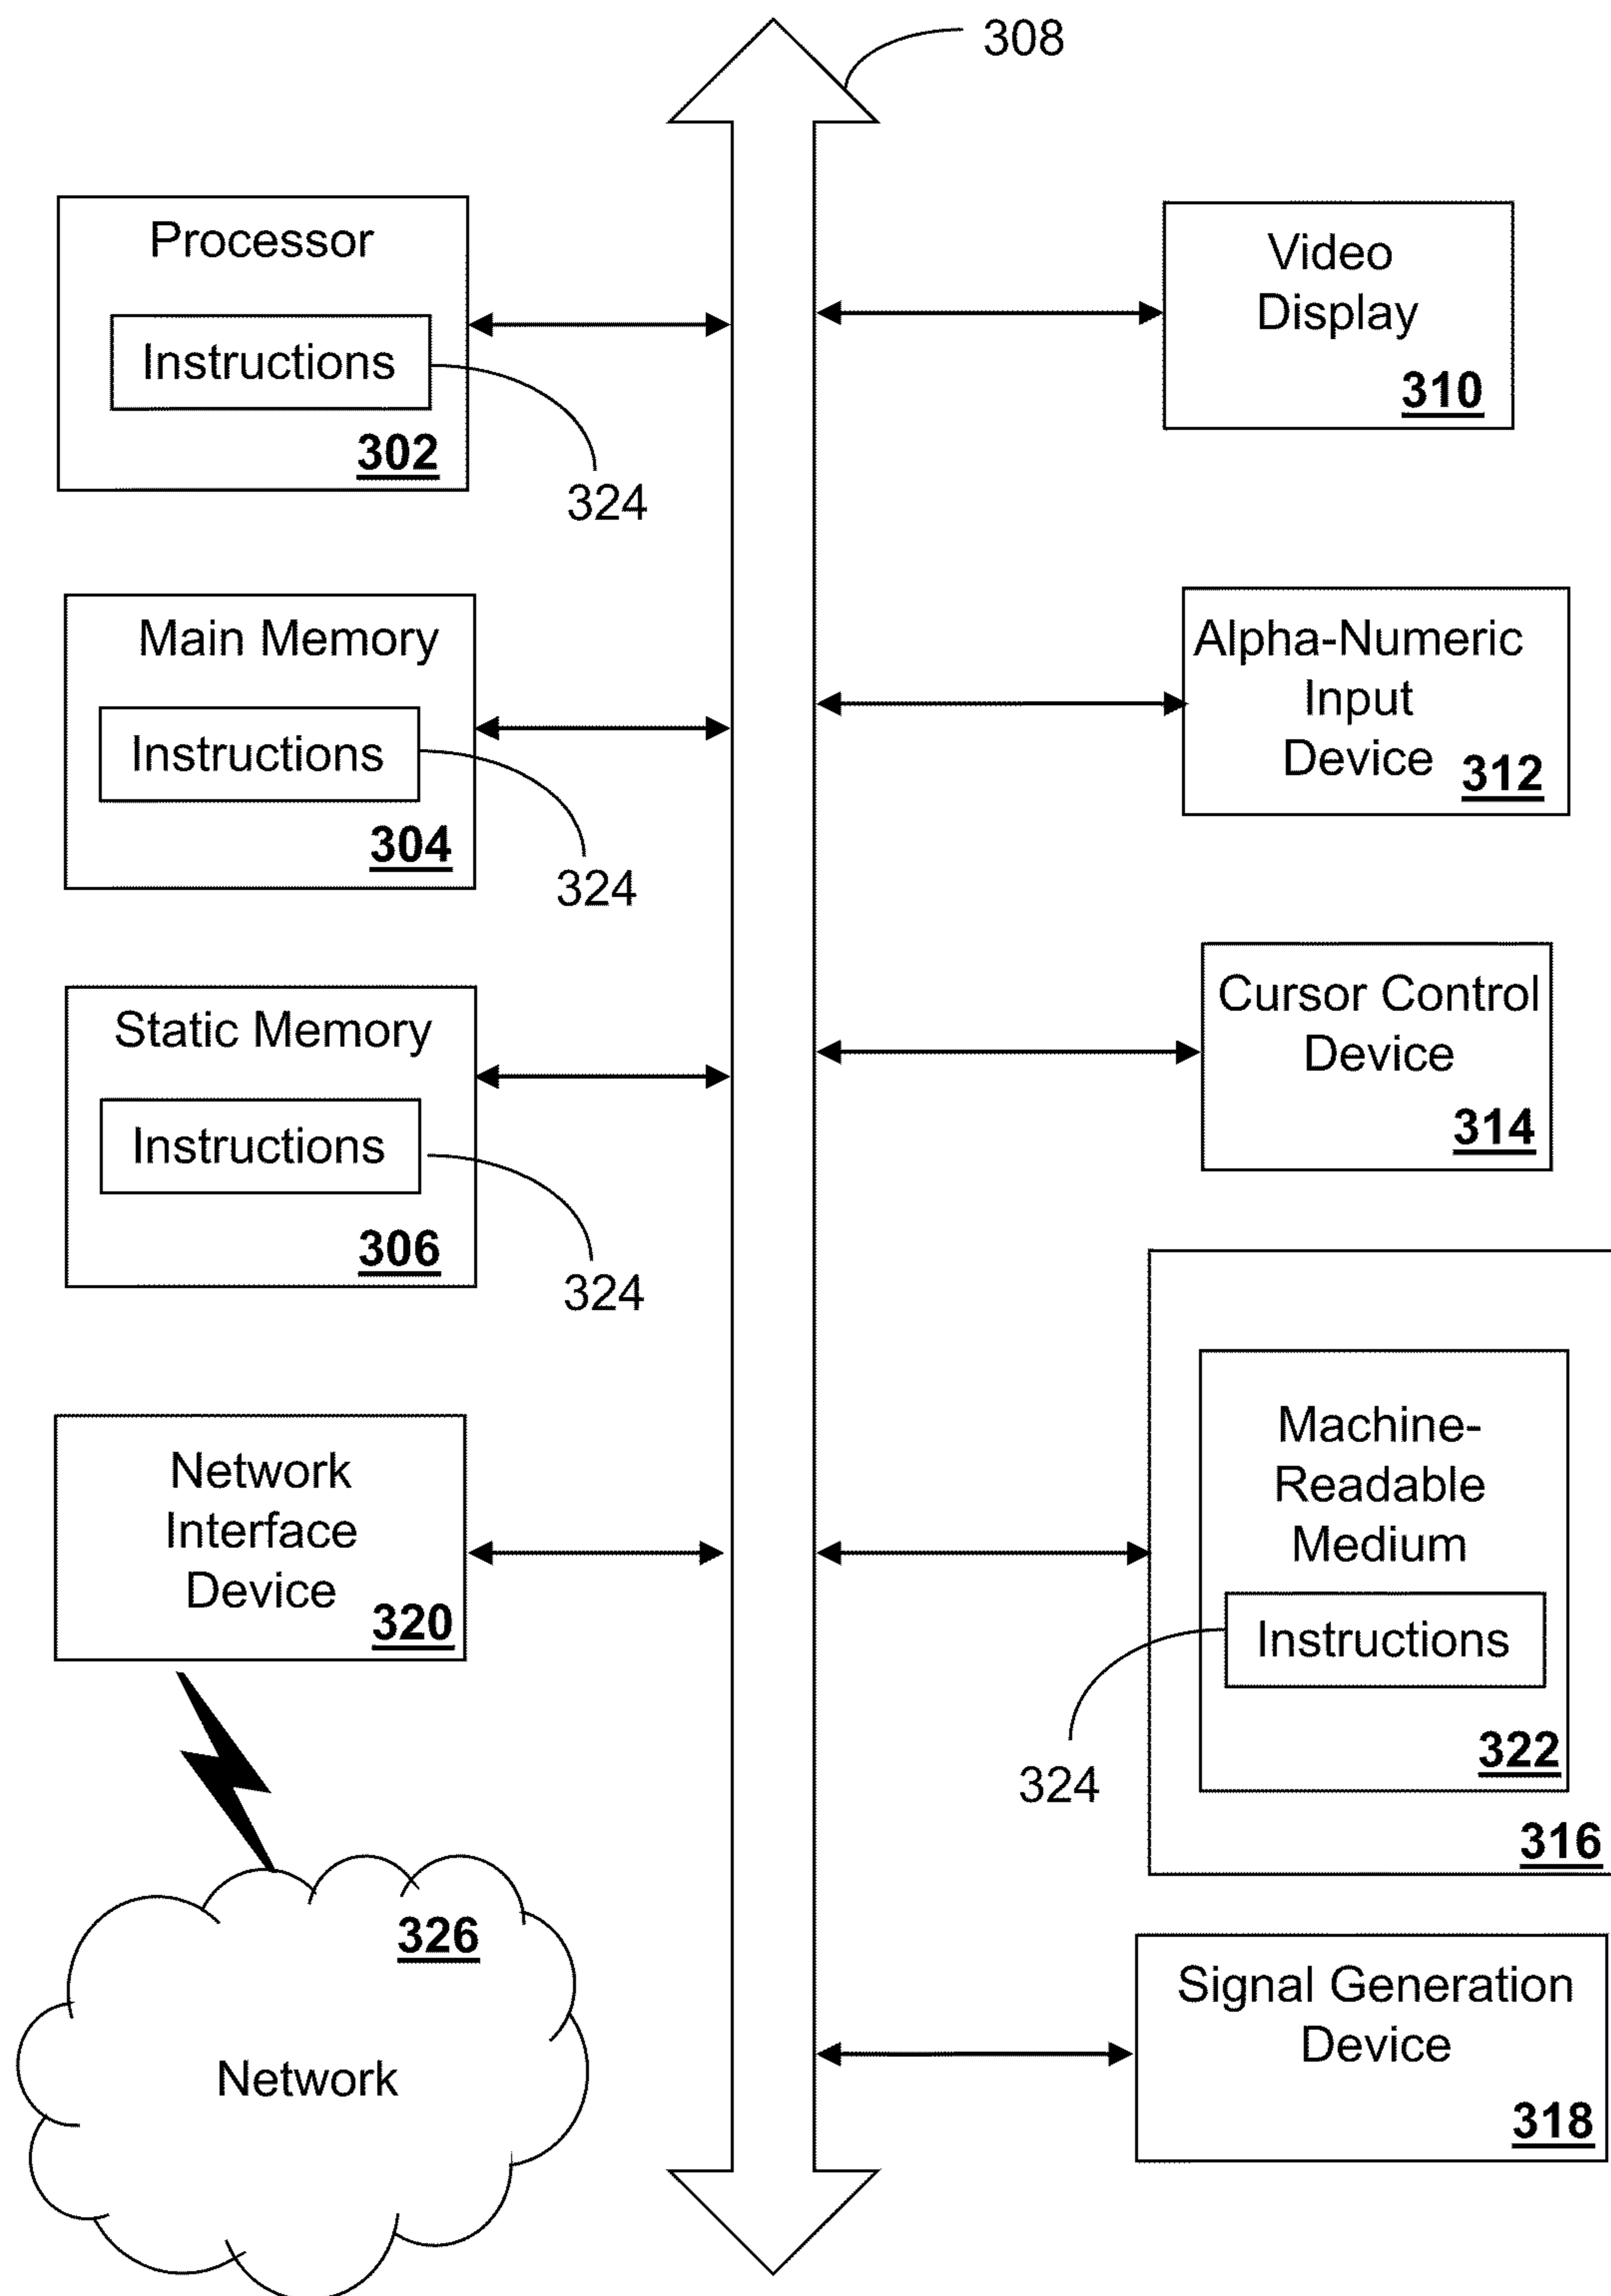 308
Processor
Instructions
302
324
Main Memory
Instructions
304
324
Static Memory
Instructions
306
324
Network
Interface
Device
320
326
Network
Video
Display
310
Alpha-Numeric
Input
Device
312
Cursor Control
Device
314
Machine-
Readable
Medium
Instructions
322
324
316
Signal Generation
Device
318